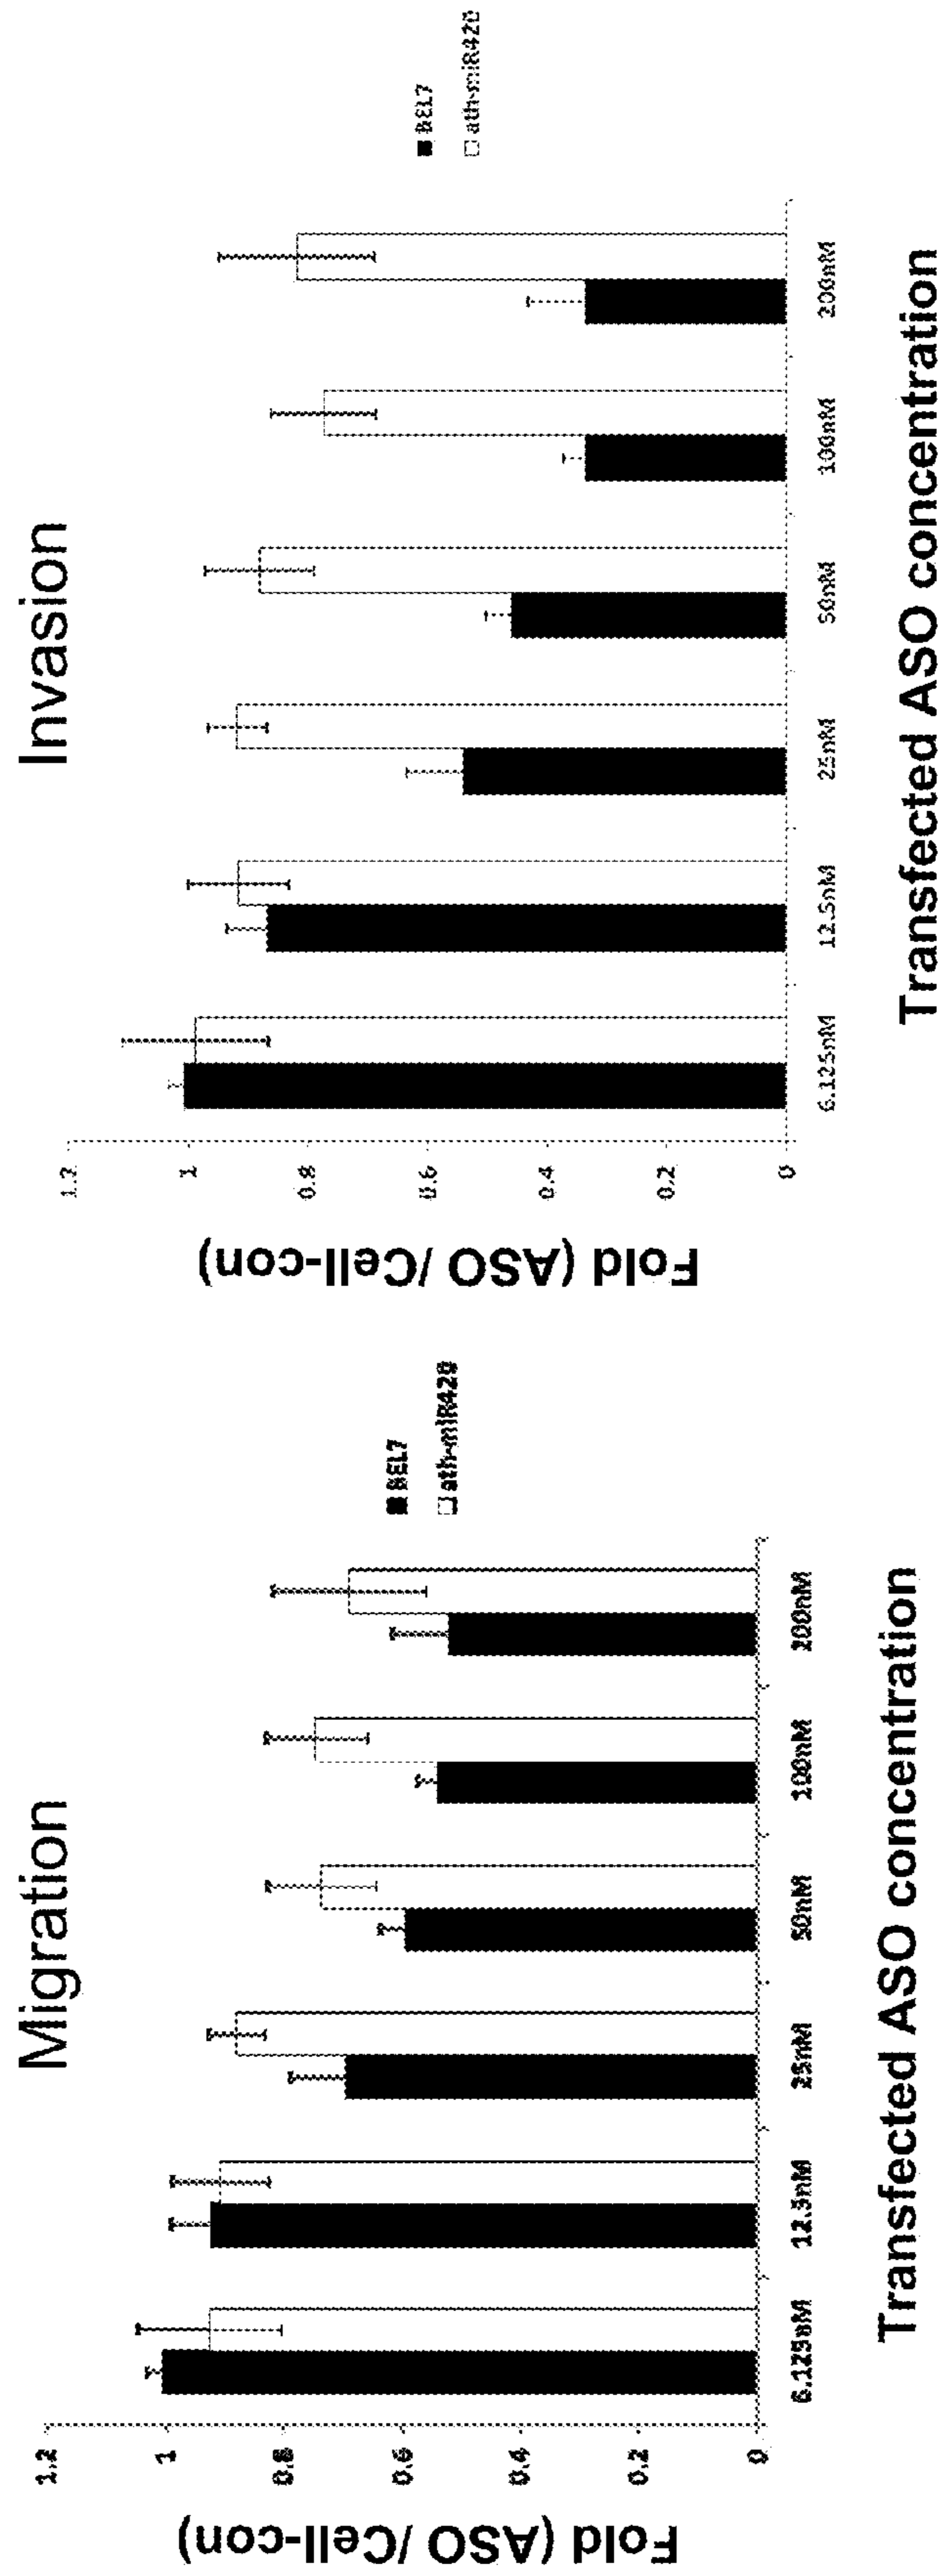 Migration
Fold (ASO /Cell-con)
1.2
1
0.8
0.6
0.4
0.2
0
6.125nM
12.5nM
25nM
50nM
100nM
200nM
BEL7
ath-miR420
Transfected ASO concentration
Invasion
Fold (ASO /Cell-con)
1.2
1
0.8
0.6
0.4
0.2
0
6.125nM
12.5nM
25nM
50nM
100nM
200nM
BEL7
ath-miR420
Transfected ASO concentration